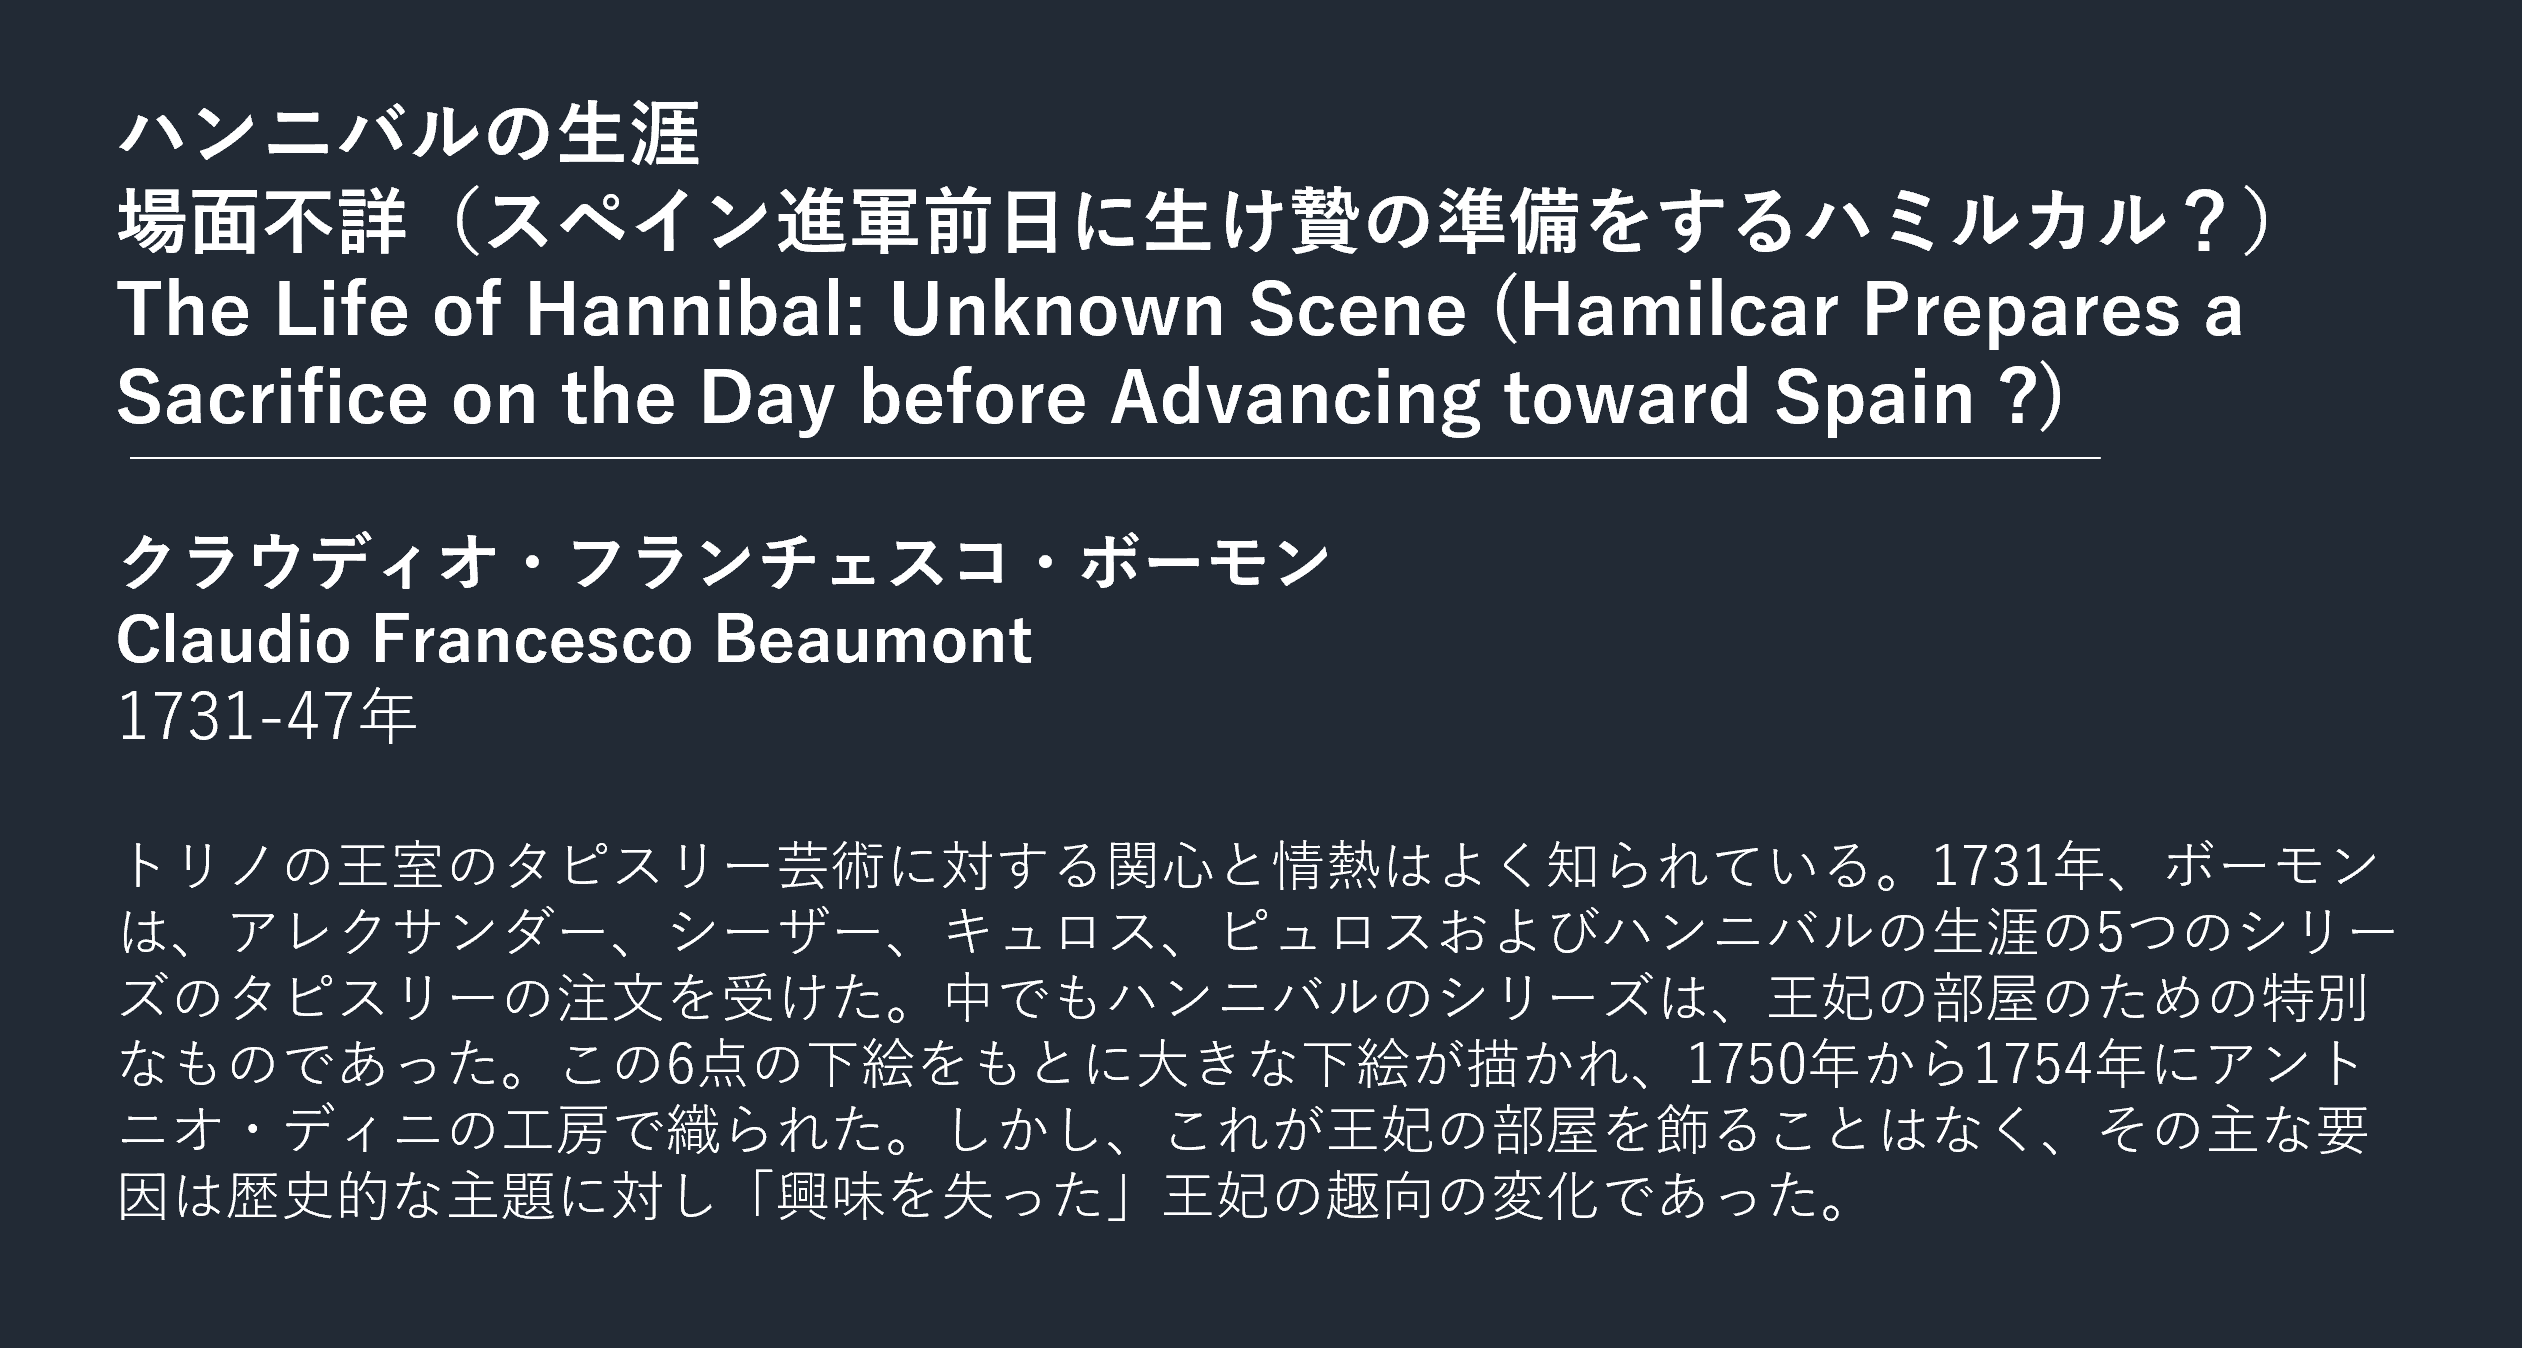 ハンニバルの生涯
場面不詳（スペイン進軍前日に生け贄の準備をするハミルカル？）
The Life of Hannibal: Unknown Scene (Hamilcar Prepares a
Sacrifice on the Day before Advancing toward Spain ?)
クラウディオ・フランチェスコ・ボーモン
Claudio Francesco Beaumont
1731-47年
トリノの王室のタピスリー芸術に対する関心と情熱はよく知られている。1731年、ボーモン
は、アレクサンダー、シーザー、キュロス、ピュロスおよびハンニバルの生涯の5つのシリー
ズのタピスリーの注文を受けた。中でもハンニバルのシリーズは、王妃の部屋のための特別
なものであった。この6点の下絵をもとに大きな下絵が描かれ、1750年から1754年にアント
ニオ・ディニの工房で織られた。しかし、これが王妃の部屋を飾ることはなく、その主な要
因は歴史的な主題に対し「興味を失った」王妃の趣向の変化であった。